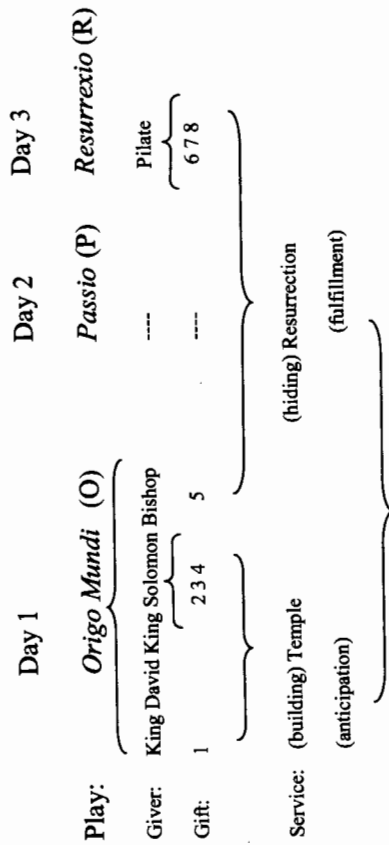 Day 1 Day 2 Day 3
Play: Origo Mundi (O) Passio (P) Resurrexio (R)
Giver: King David King Solomon Bishop ---- Pilate
Gift: 1 2 3 4 5 ---- 6 7 8
Service: (building) Temple (hiding) Resurrection
(anticipation) (fulfillment)